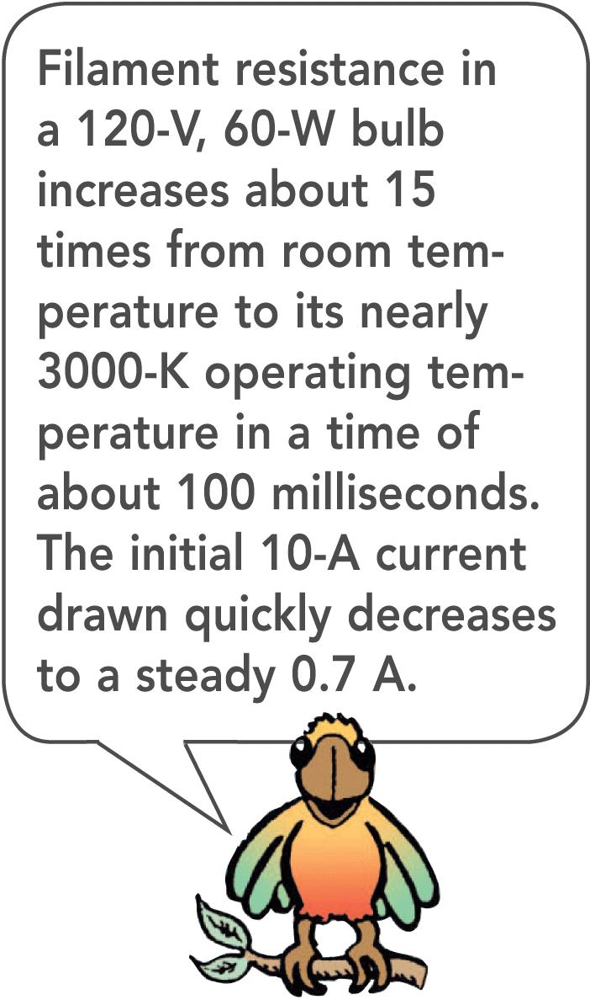 Filament resistance in
a 120-V, 60-W bulb
increases about 15
times from room tem-
perature to its nearly
3000-K operating tem-
perature in a time of
about 100 milliseconds.
The initial 10-A current
drawn quickly decreases
to a steady 0.7 A.